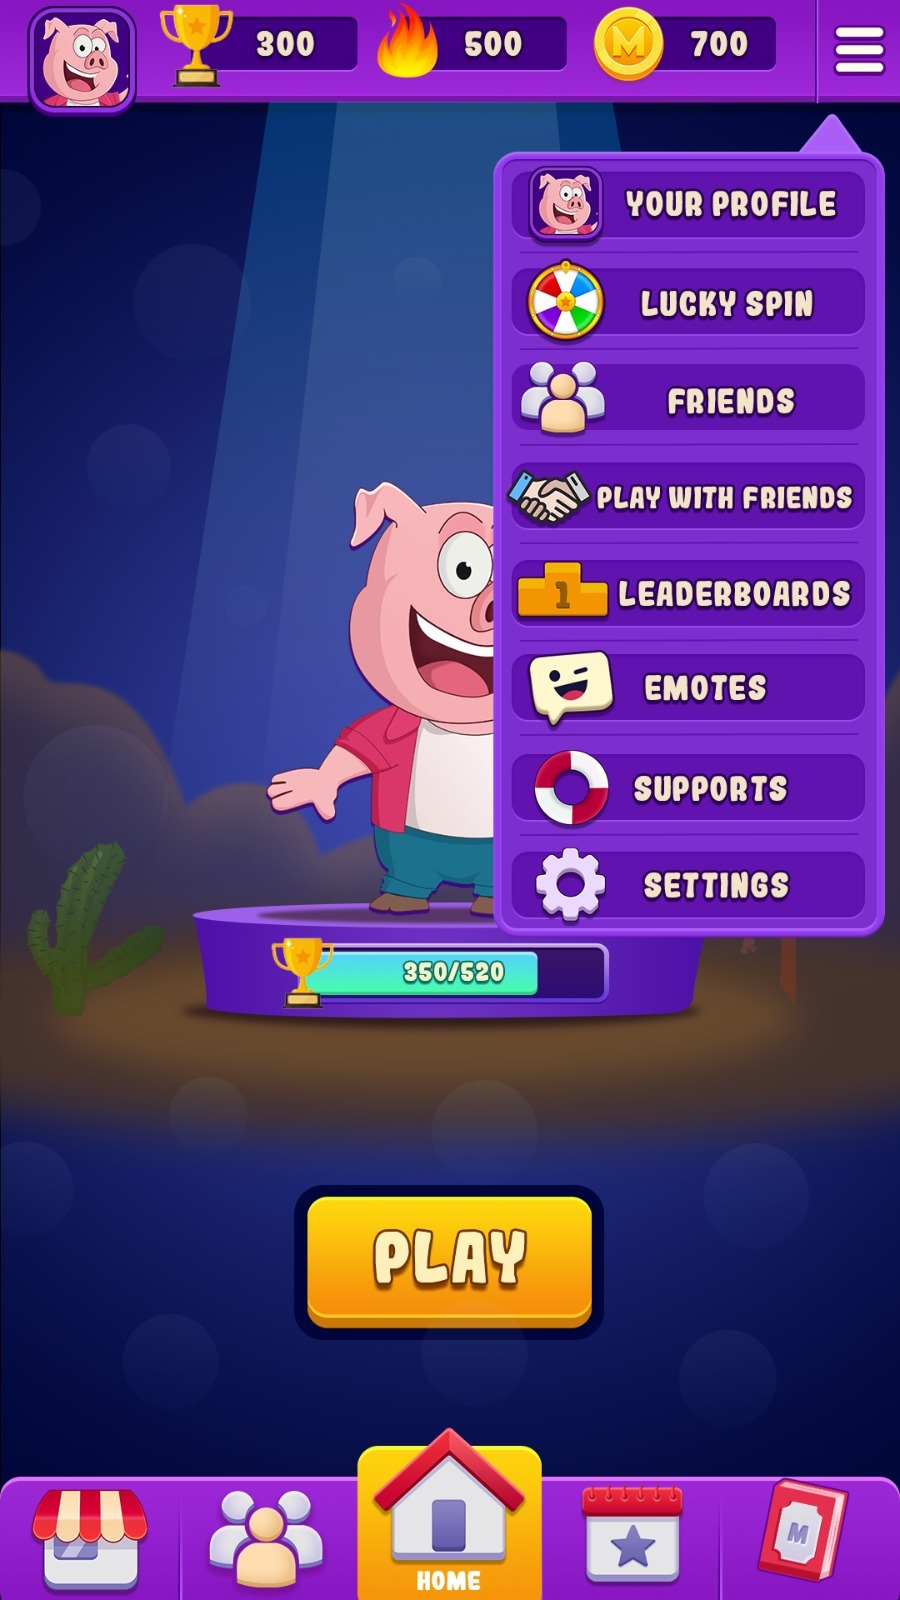 300
500
M
700
YOUR PROFILE
LUCKY SPIN
FRIENDS
PLAY WITH FRIENDS
1
LEADERBOARDS
EMOTES
SUPPORTS
SETTINGS
350/520
PLAY
HOME
M